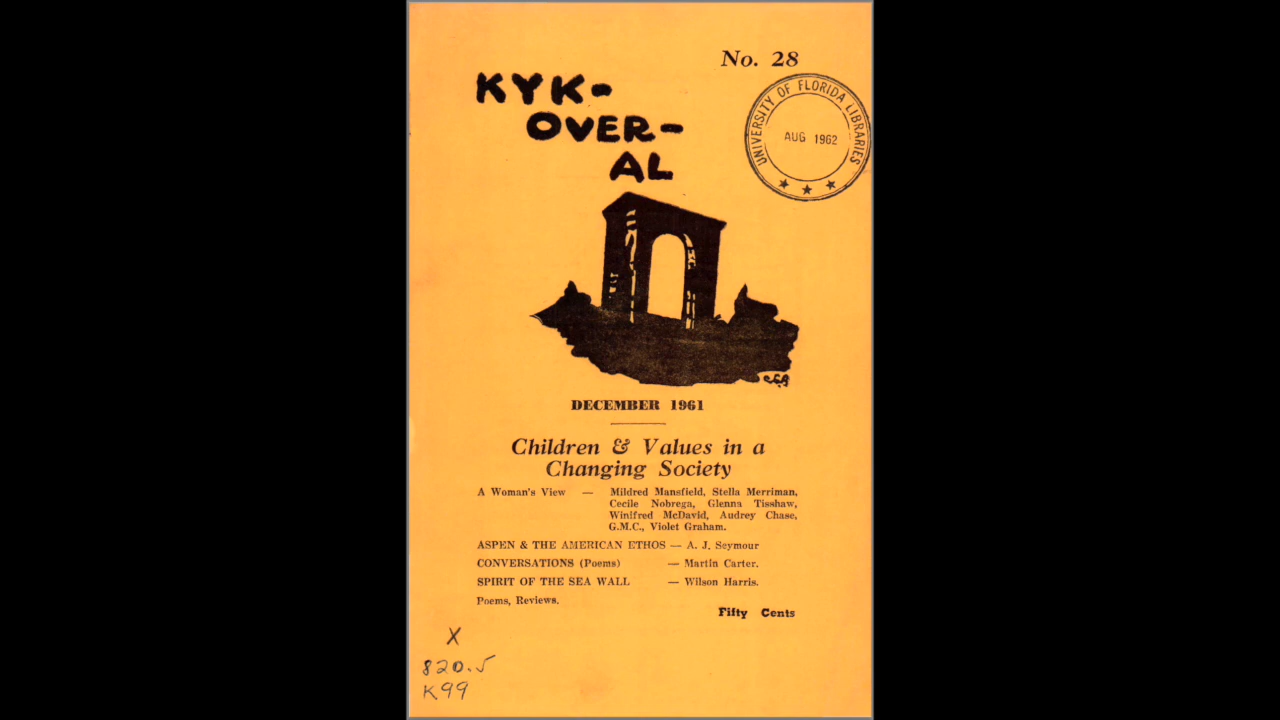 No. 28
KYK-
OVER-
AL
UNIVERSITY OF FLORIDA LIBRARIES
AUG 1962
C.G.B.
DECEMBER 1961
Children & Values in a
Changing Society
A Woman's View — Mildred Mansfield, Stella Merriman,
Cecile Nobrega, Glenna Tisshaw,
Winifred McDavid, Audrey Chase,
G.M.C., Violet Graham.
ASPEN & THE AMERICAN ETHOS — A. J. Seymour
CONVERSATIONS (Poems) — Martin Carter.
SPIRIT OF THE SEA WALL — Wilson Harris.
Poems, Reviews.
Fifty Cents
X
820.5
K99